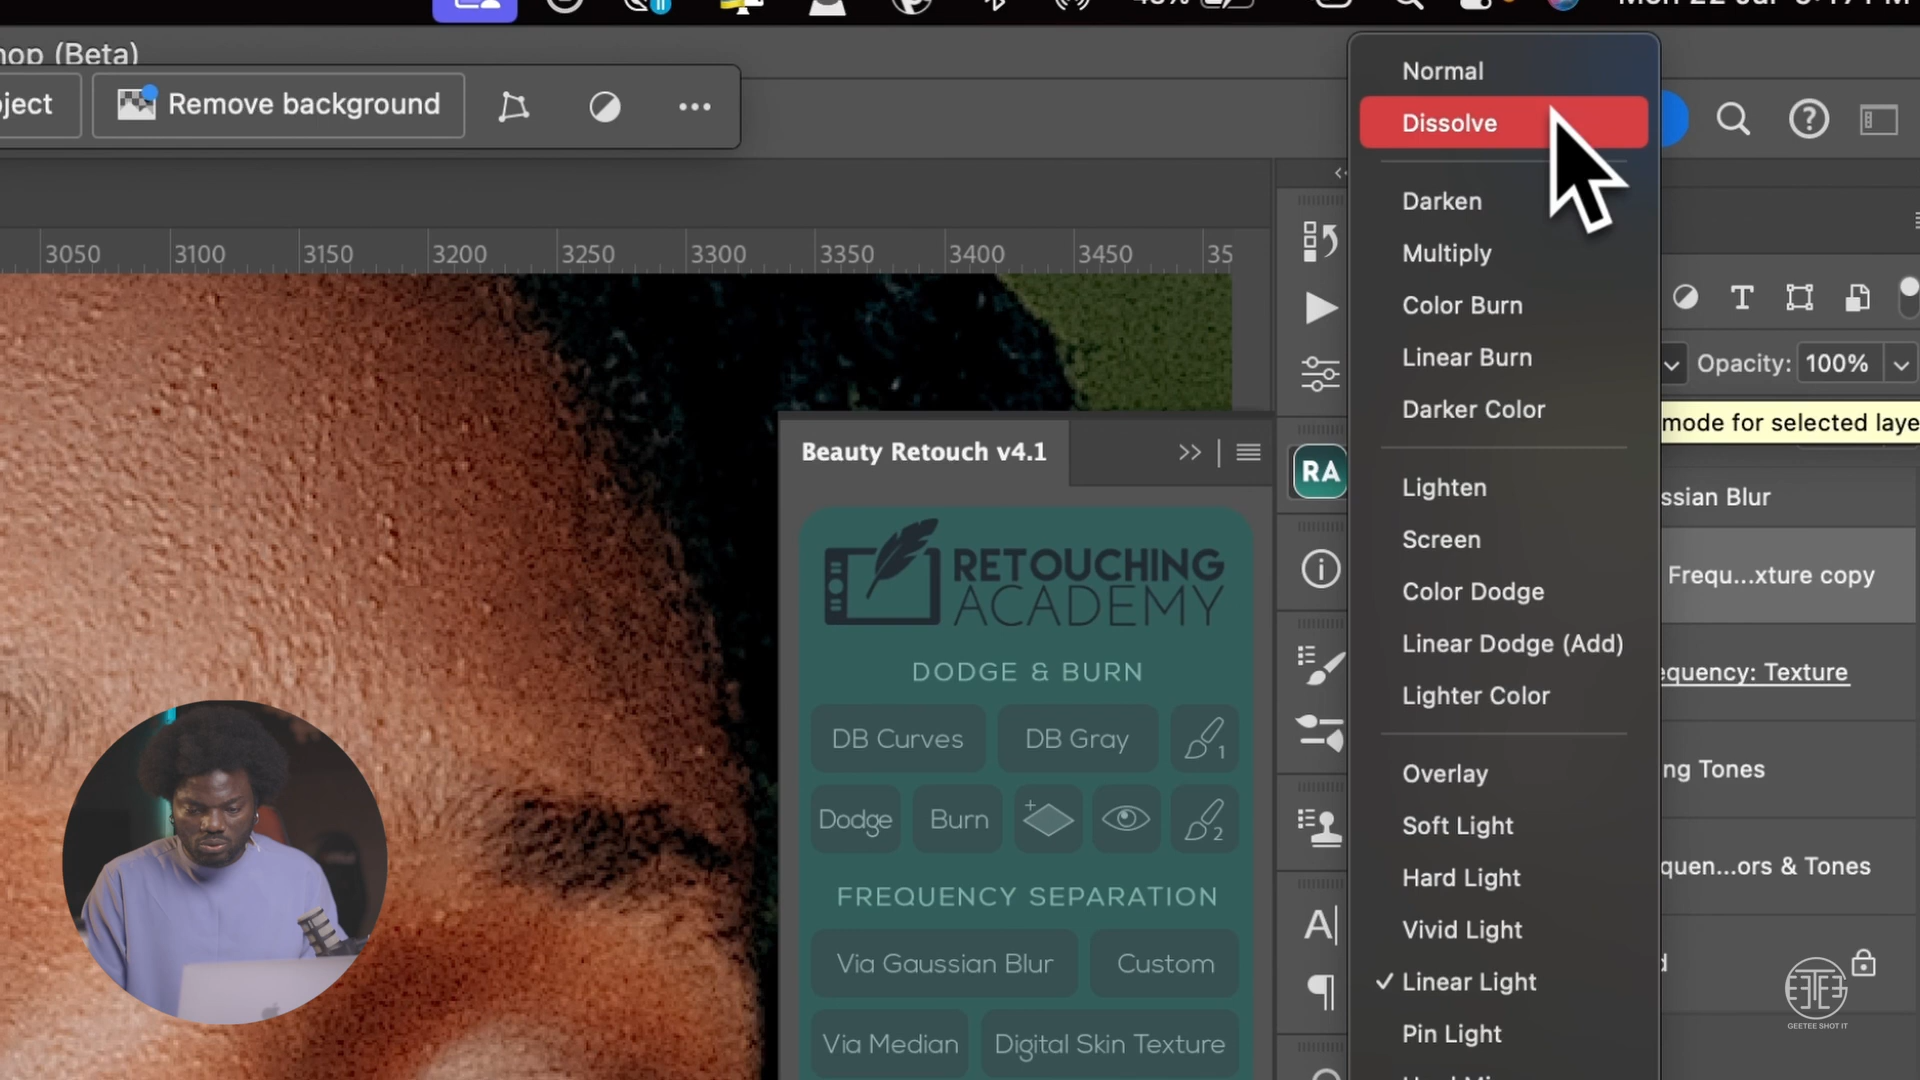 hop (Beta)
ject
Remove background
3050
3100
3150
3200
3250
3300
3350
3400
3450
35
Beauty Retouch v4.1
RETOUCHING
ACADEMY
DODGE & BURN
DB Curves
DB Gray
1
Dodge
Burn
2
FREQUENCY SEPARATION
Via Gaussian Blur
Custom
Via Median
Digital Skin Texture
RA
Normal
Dissolve
Darken
Multiply
Color Burn
Linear Burn
Darker Color
Lighten
Screen
Color Dodge
Linear Dodge (Add)
Lighter Color
Overlay
Soft Light
Hard Light
Vivid Light
Linear Light
Pin Light
Opacity: 100%
mode for selected laye
ssian Blur
Frequ...xture copy
equency: Texture
ng Tones
quen...ors & Tones
GEETEE SHOT IT